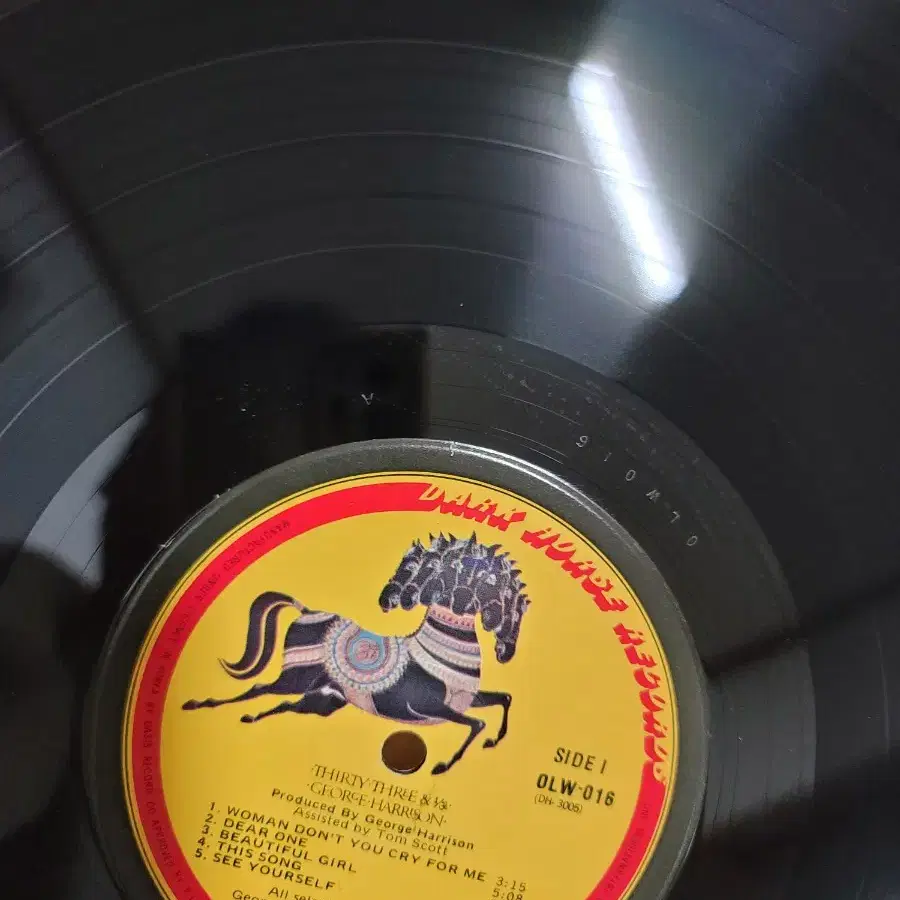 A
OLW016
DARK HORSE RECORDS
SIDE 1
OLW-016
(DH- 3005)
·THIRTY THREE & 1/3·
·GEORGE HARRISON·
Produced By George Harrison
Assisted by Tom Scott
1. WOMAN DON'T YOU CRY FOR ME 3:15
2. DEAR ONE 5:08
3. BEAUTIFUL GIRL
4. THIS SONG
5. SEE YOURSELF
All